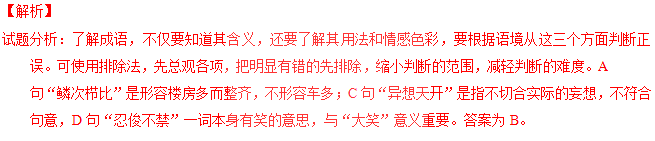 【解析】
试题分析：了解成语，不仅要知道其含义，还要了解其用法和情感色彩，要根据语境从这三个方面判断正
误。可使用排除法，先总观各项，把明显有错的先排除，缩小判断的范围，减轻判断的难度。A
句“鳞次栉比”是形容楼房多而整齐，不形容车多；C 句“异想天开”是指不切合实际的妄想，不符合
句意，D 句“忍俊不禁”一词本身有笑的意思，与“大笑”意义重要。答案为 B。